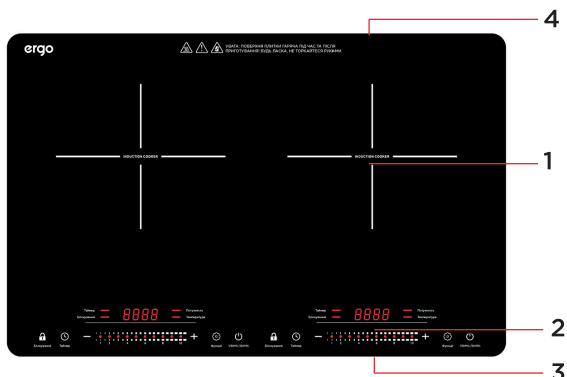 4
ergo
УВАГА: ПОВЕРХНЯ ПЛИТКИ ГАРЯЧА ПІД ЧАС ТА ПІСЛЯ
ПРИГОТУВАННЯ! БУДЬ ЛАСКА, НЕ ТОРКАЙТЕСЯ РУКАМИ.
INDUCTION COOKER INDUCTION COOKER
1
Таймер 8888 Потужність Таймер 8888 Потужність
Блокування Температура Блокування Температура
2
− + − +
Блокування Таймер Функції Увімк./Вимк. Блокування Таймер Функції Увімк./Вимк.
3